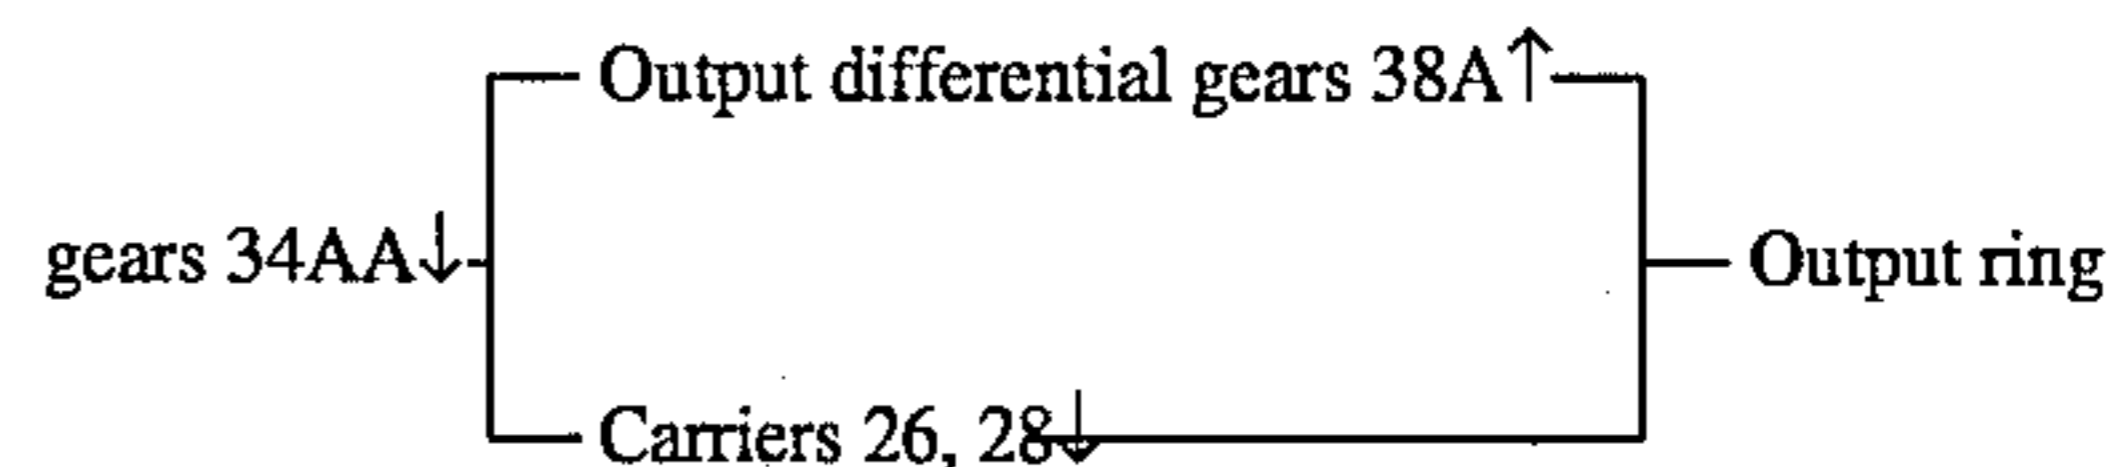 Output differential gears 38A↑
gears 34AA↓
Output ring
Carriers 26, 28↓